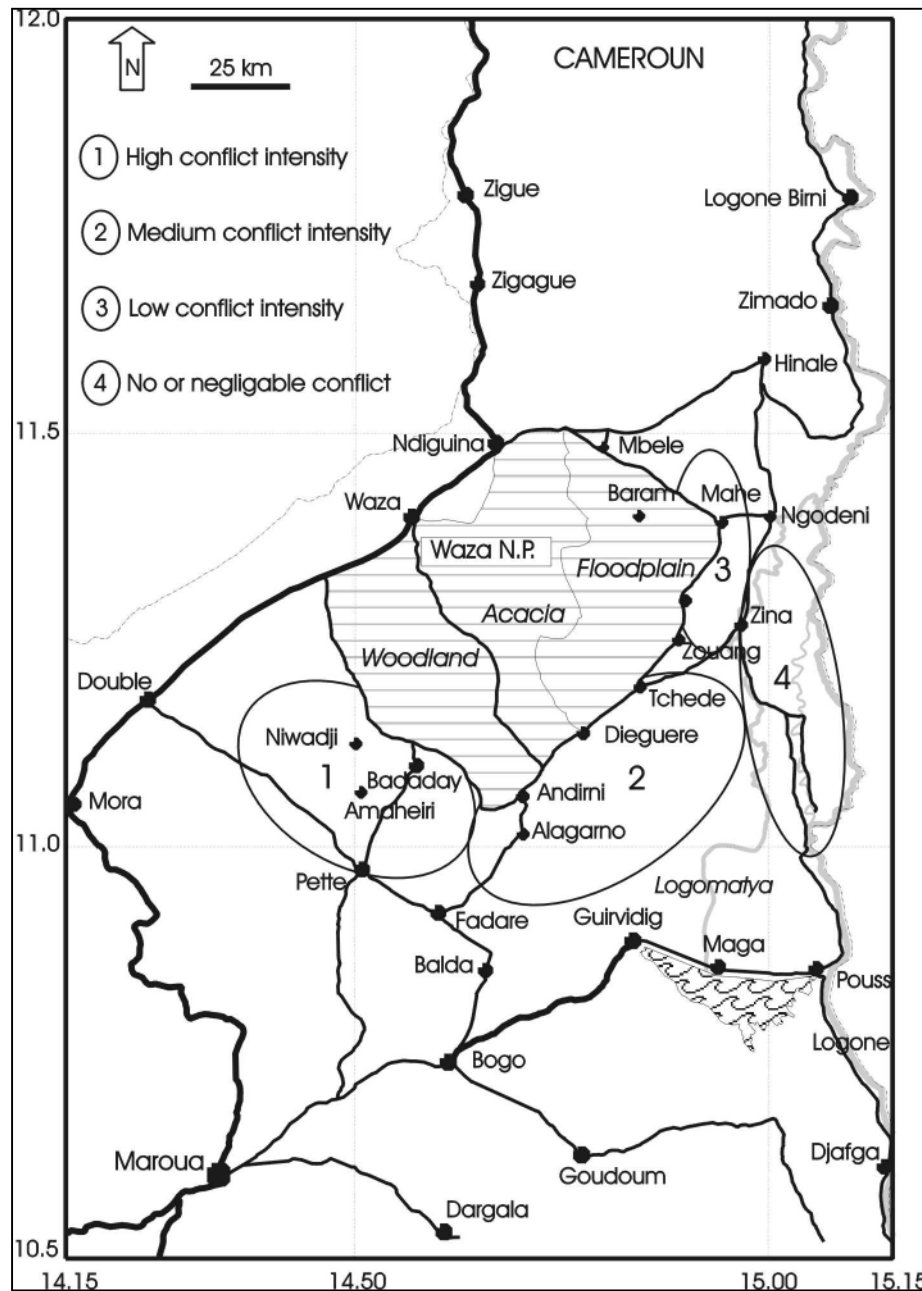 12.0
N
25 km
CAMEROUN
1 High conflict intensity
2 Medium conflict intensity
3 Low conflict intensity
4 No or negligable conflict
Zigue
Logone Birni
Zigague
Zimado
Hinale
11.5
Ndiguina
Mbele
Waza
Baram
Mahe
Ngodeni
Waza N.P.
Floodplain
3
Acacia
Zina
Woodland
Zouang
4
Double
Tchede
Niwadji
Dieguere
1
Badaday
2
Mora
Amaheiri
Andirni
Alagarno
11.0
Pette
Logomatya
Fadare
Guirvidig
Balda
Maga
Pouss
Logone
Bogo
Maroua
Goudoum
Djafga
Dargala
10.5
14.15
14.50
15.00
15.15